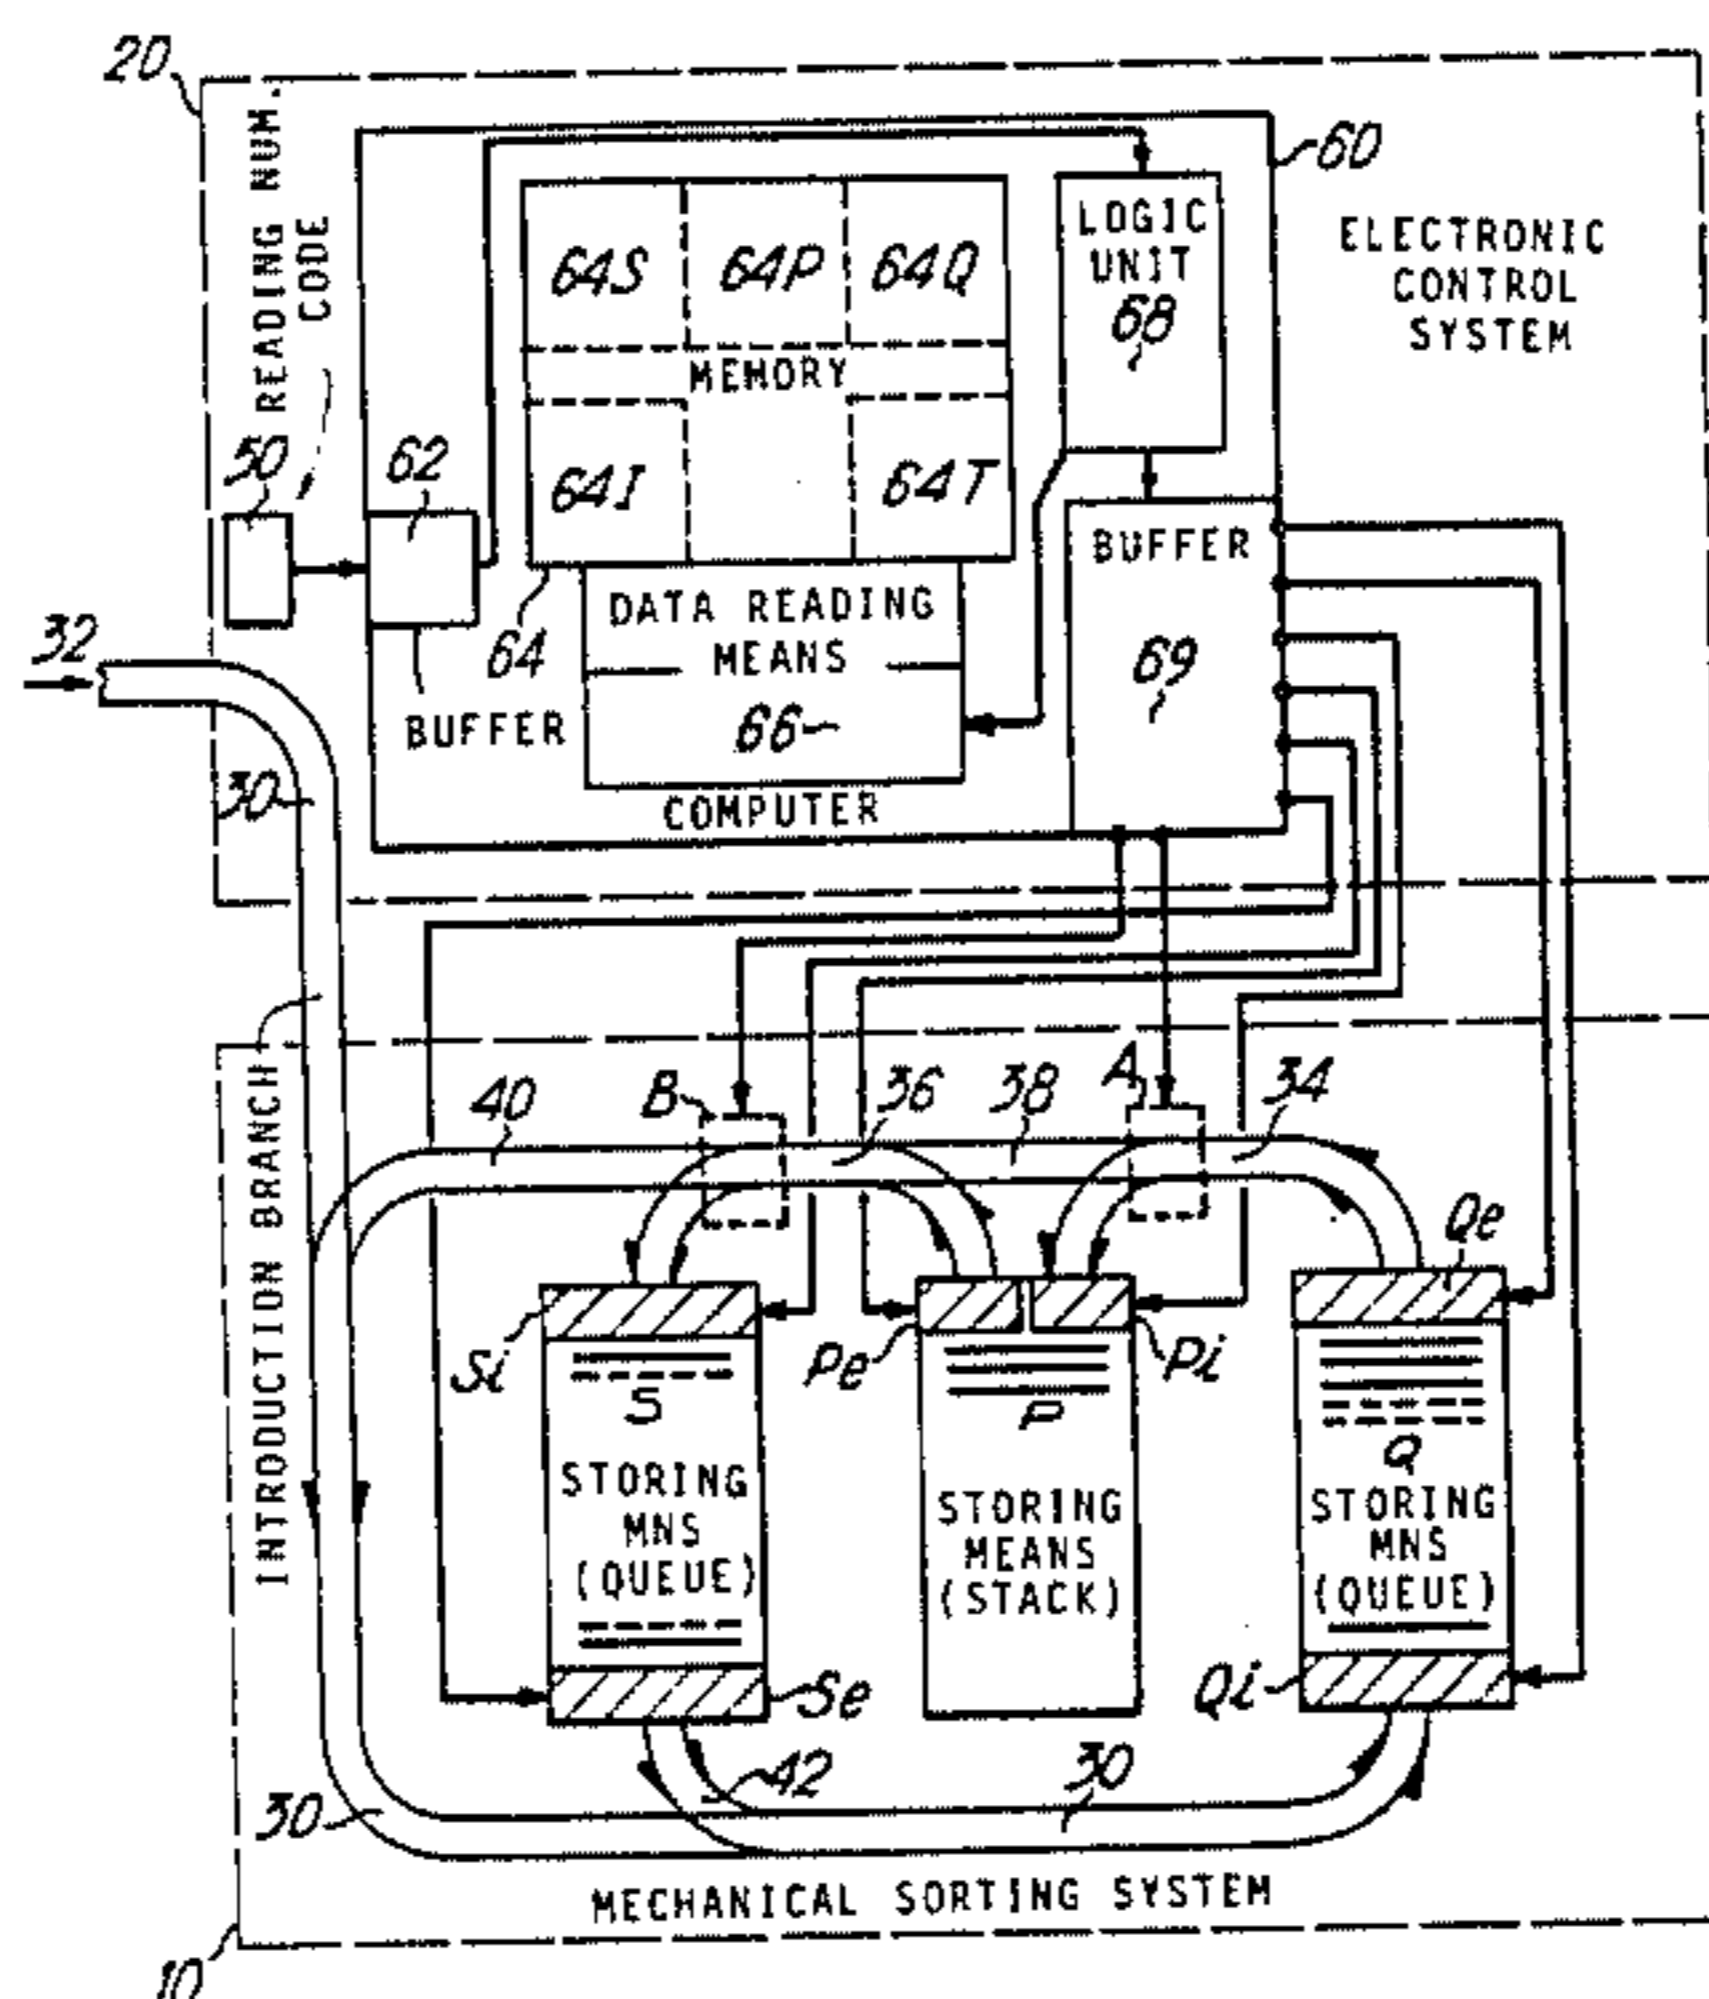 20
READING NUM.
CODE
60
ELECTRONIC
CONTROL
SYSTEM
64S
64P
64Q
LOGIC
UNIT
68
MEMORY
64I
64T
50
62
BUFFER
69
64
DATA READING
MEANS
66
BUFFER
COMPUTER
32
30
INTRODUCTION BRANCH
40
B
36
38
A
34
Qe
Si
Pe
Pi
S
P
Q
STORING
MNS
(QUEUE)
STORING
MEANS
(STACK)
STORING
MNS
(QUEUE)
Se
Qi
42
30
30
MECHANICAL SORTING SYSTEM
10